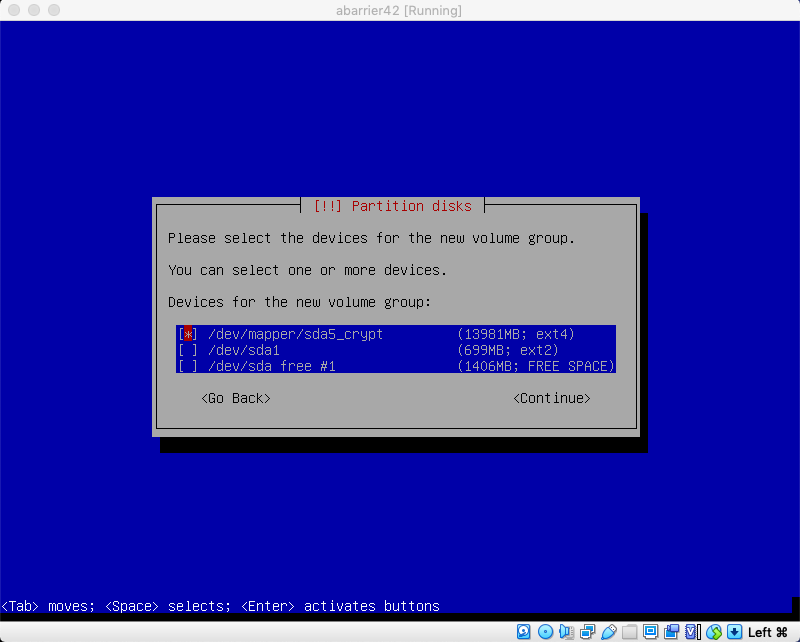 abarrier42 [Running]
[!!] Partition disks
Please select the devices for the new volume group.
You can select one or more devices.
Devices for the new volume group:
[*] /dev/mapper/sda5_crypt (13981MB; ext4)
[ ] /dev/sda1 (699MB; ext2)
[ ] /dev/sda free #1 (1406MB; FREE SPACE)
<Go Back> <Continue>
<Tab> moves; <Space> selects; <Enter> activates buttons
Left ⌘